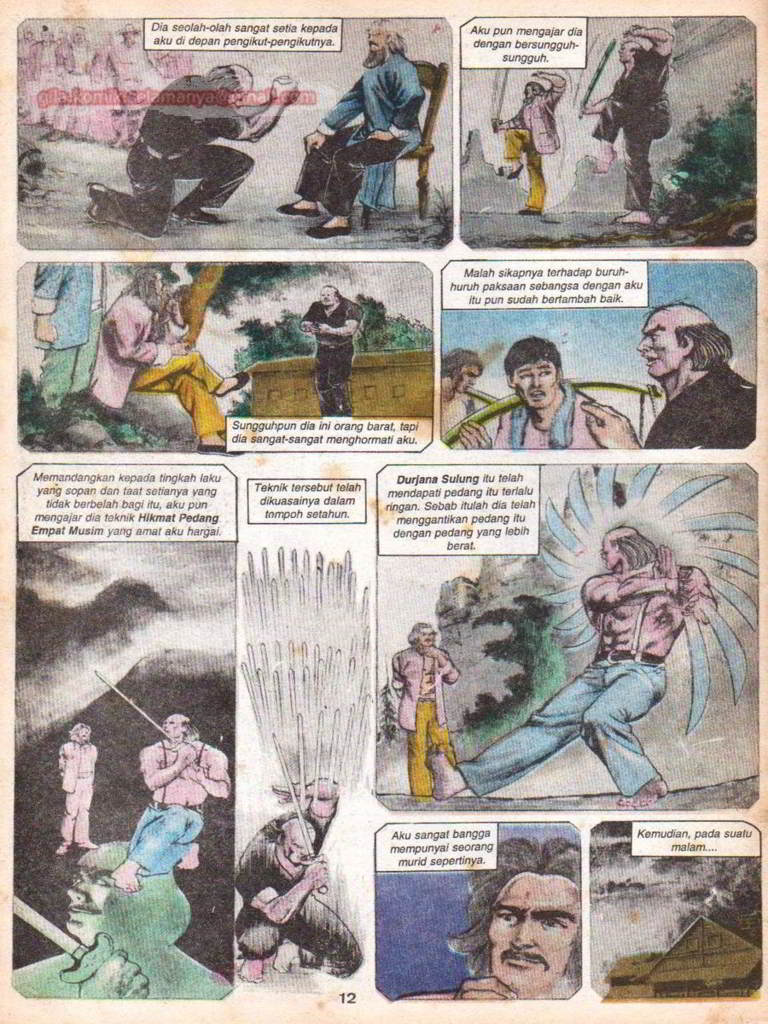 Dia seolah-olah sangat setia kepada
aku di depan pengikut-pengikutnya.
Aku pun mengajar dia
dengan bersungguh-
sungguh.
Sungguhpun dia ini orang barat, tapi
dia sangat-sangat menghormati aku.
Malah sikapnya terhadap buruh-
huruh paksaan sebangsa dengan aku
itu pun sudah bertambah baik.
Memandangkan kepada tingkah laku
yang sopan dan taat setianya yang
tidak berbelah bagi itu, aku pun
mengajar dia teknik Hikmat Pedang
Empat Musim yang amat aku hargai.
Teknik tersebut telah
dikuasainya dalam
tempoh setahun.
Durjana Sulung itu telah
mendapati pedang itu terlalu
ringan. Sebab itulah dia telah
menggantikan pedang itu
dengan pedang yang lebih
berat.
Aku sangat bangga
mempunyai seorang
murid sepertinya.
Kemudian, pada suatu
malam....
12